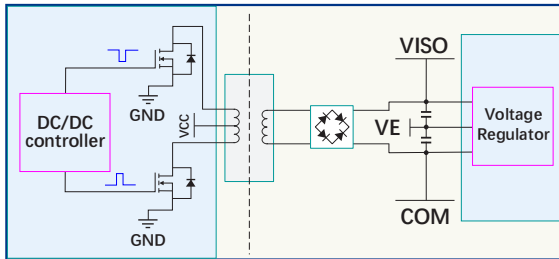 VISO
GND
DC/DC
controller
VCC
VE
Voltage
Regulator
GND
COM